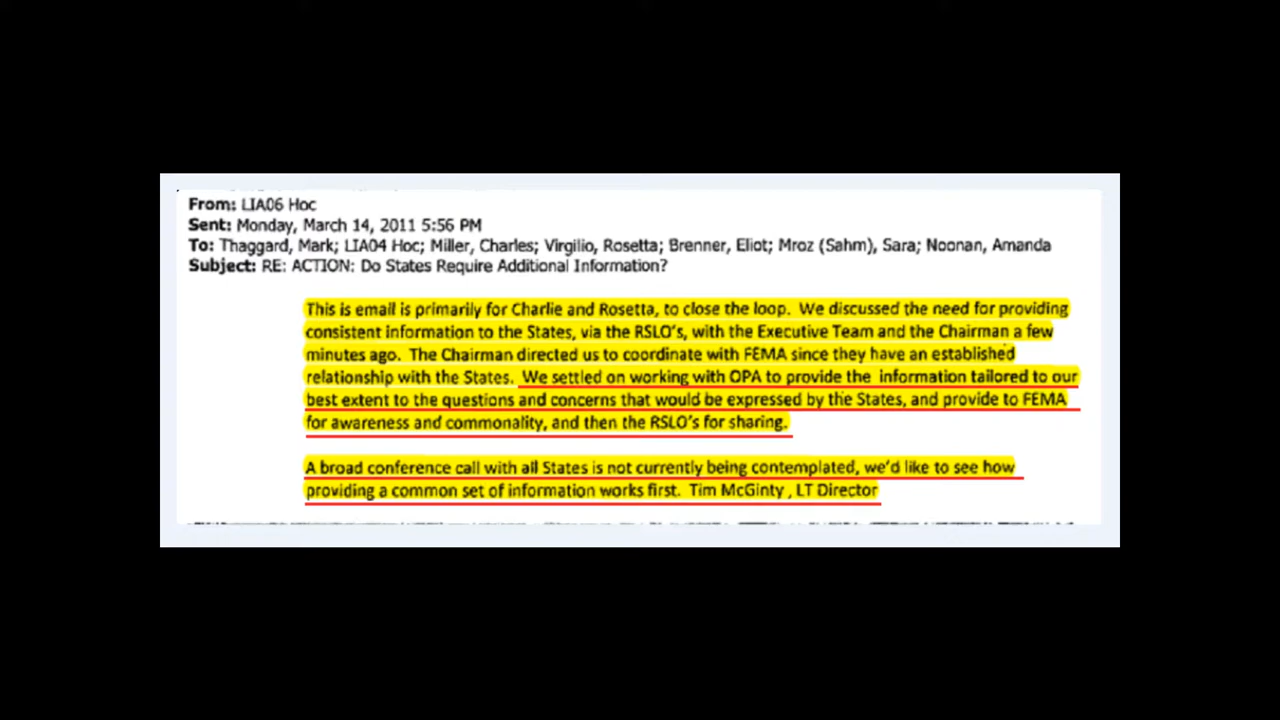 From: LIA06 Hoc
Sent: Monday, March 14, 2011 5:56 PM
To: Thaggard, Mark; LIA04 Hoc; Miller, Charles; Virgilio, Rosetta; Brenner, Eliot; Mroz (Sahm), Sara; Noonan, Amanda
Subject: RE: ACTION: Do States Require Additional Information?
This is email is primarily for Charlie and Rosetta, to close the loop. We discussed the need for providing
consistent information to the States, via the RSLO's, with the Executive Team and the Chairman a few
minutes ago. The Chairman directed us to coordinate with FEMA since they have an established
relationship with the States. We settled on working with OPA to provide the information tailored to our
best extent to the questions and concerns that would be expressed by the States, and provide to FEMA
for awareness and commonality, and then the RSLO's for sharing.
A broad conference call with all States is not currently being contemplated, we'd like to see how
providing a common set of information works first. Tim McGinty , LT Director